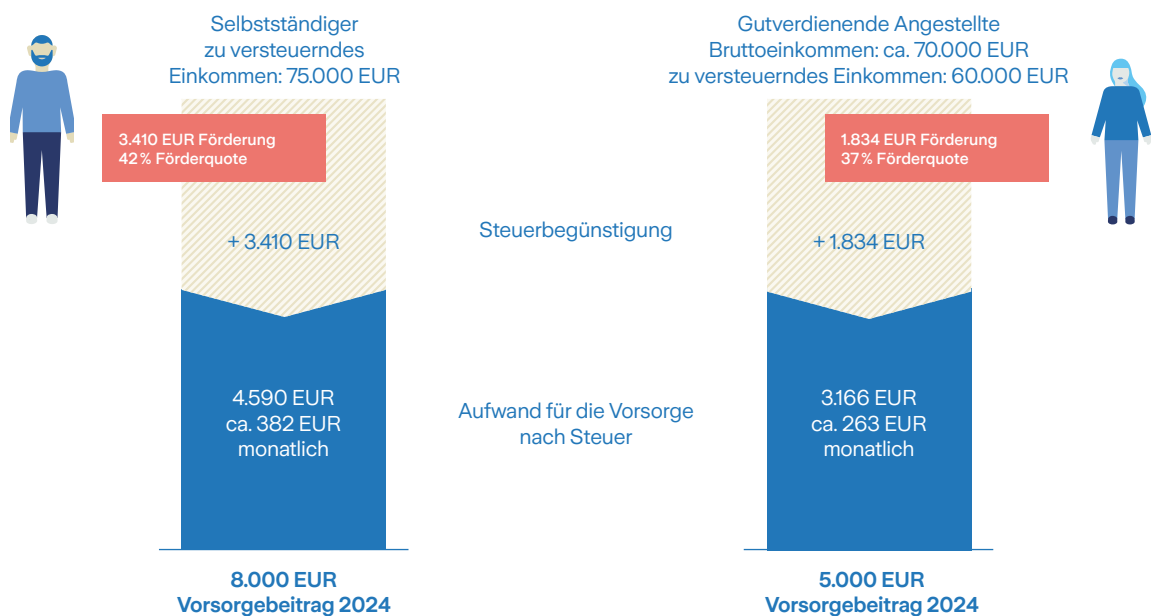 Selbstständiger
zu versteuerndes
Einkommen: 75.000 EUR
3.410 EUR Förderung
42 % Förderquote
+ 3.410 EUR
4.590 EUR
ca. 382 EUR
monatlich
8.000 EUR
Vorsorgebeitrag 2024
Steuerbegünstigung
Aufwand für die Vorsorge
nach Steuer
Gutverdienende Angestellte
Bruttoeinkommen: ca. 70.000 EUR
zu versteuerndes Einkommen: 60.000 EUR
1.834 EUR Förderung
37 % Förderquote
+ 1.834 EUR
3.166 EUR
ca. 263 EUR
monatlich
5.000 EUR
Vorsorgebeitrag 2024